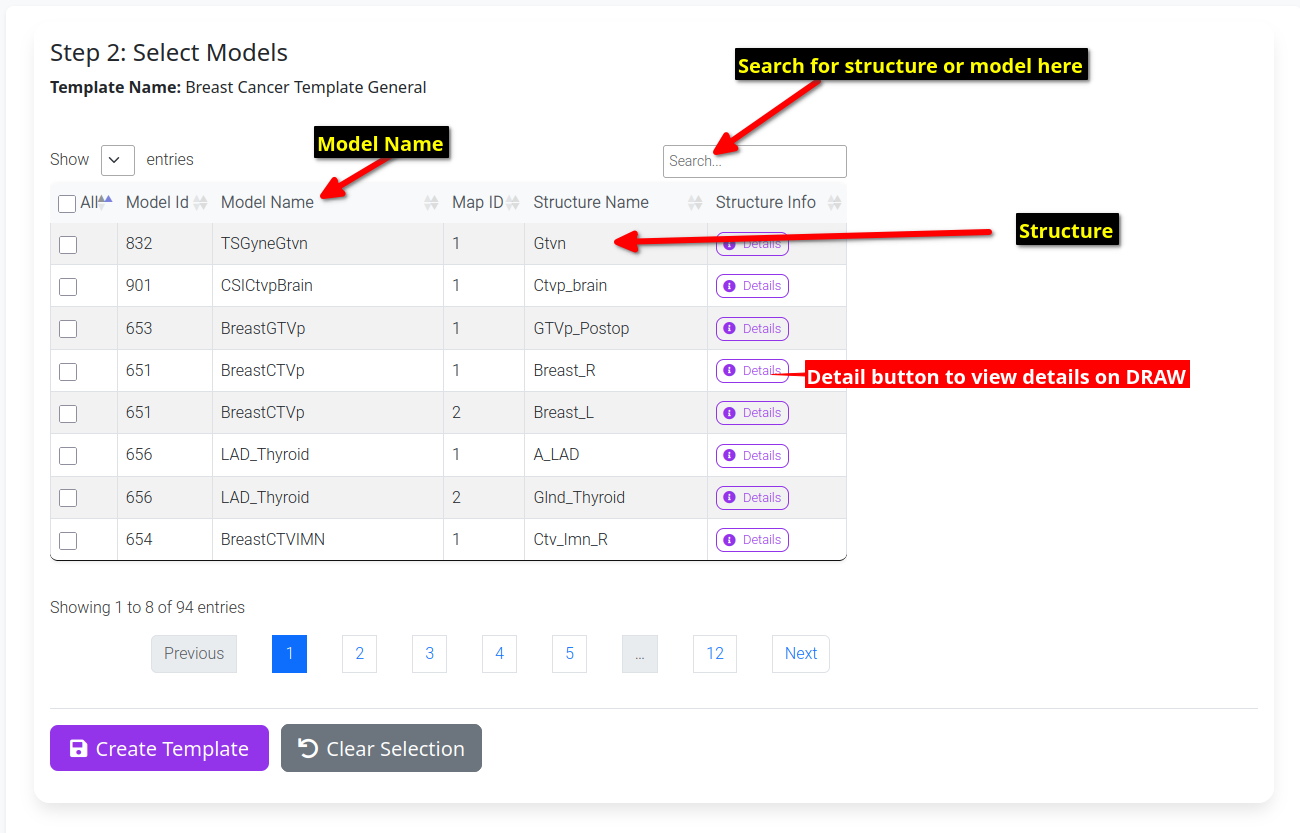 Step 2: Select Models
Search for structure or model here
Template Name: Breast Cancer Template General
Model Name
Show entries
Search...
All Model Id Model Name Map ID Structure Name Structure Info
832 TSGyneGtvn 1 Gtvn Details
Structure
901 CSICtvpBrain 1 Ctvp_brain Details
653 BreastGTVp 1 GTVp_Postop Details
651 BreastCTVp 1 Breast_R Details
Detail button to view details on DRAW
651 BreastCTVp 2 Breast_L Details
656 LAD_Thyroid 1 A_LAD Details
656 LAD_Thyroid 2 Glnd_Thyroid Details
654 BreastCTVIMN 1 Ctv_Imn_R Details
Showing 1 to 8 of 94 entries
Previous 1 2 3 4 5 ... 12 Next
Create Template Clear Selection